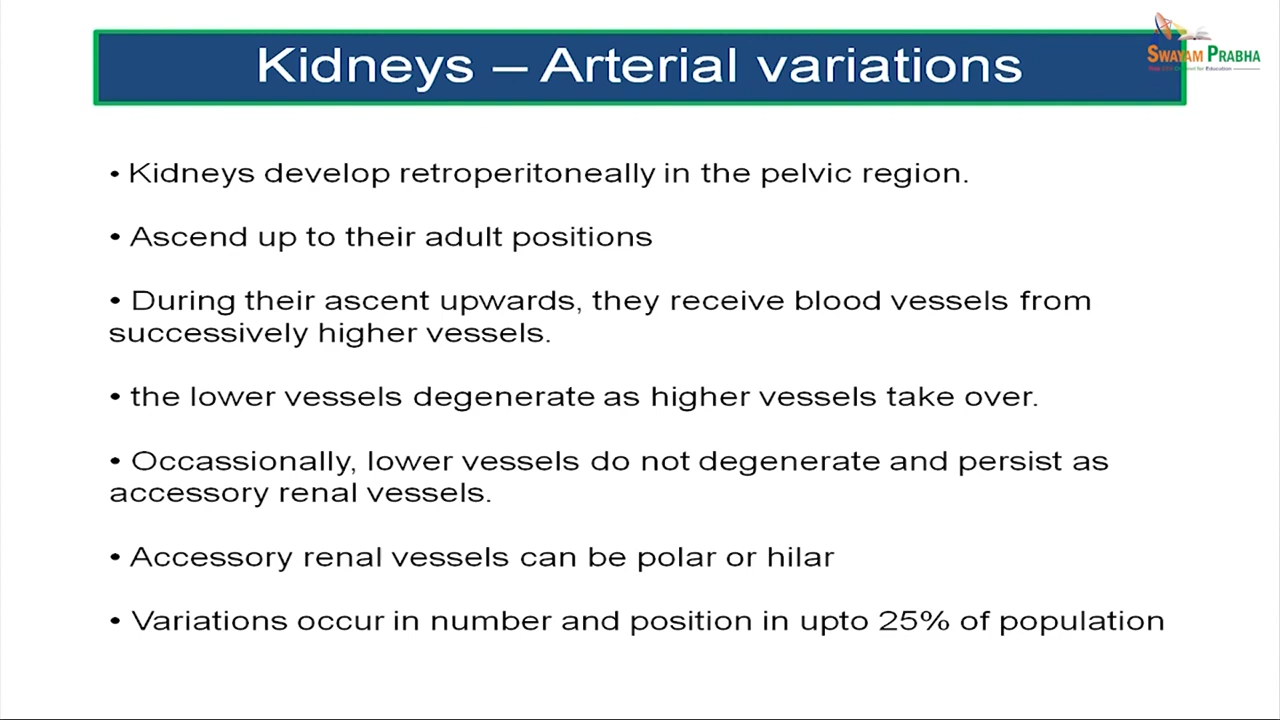 SWAYAM PRABHA
Kidneys – Arterial variations
• Kidneys develop retroperitoneally in the pelvic region.
• Ascend up to their adult positions
• During their ascent upwards, they receive blood vessels from
successively higher vessels.
• the lower vessels degenerate as higher vessels take over.
• Occassionally, lower vessels do not degenerate and persist as
accessory renal vessels.
• Accessory renal vessels can be polar or hilar
• Variations occur in number and position in upto 25% of population